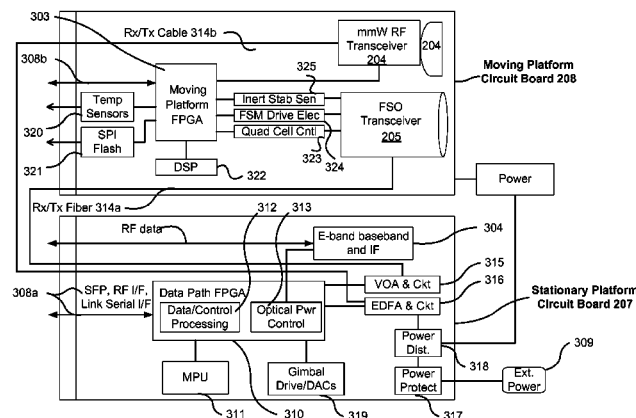 303
Rx/Tx Cable 314b
mmW RF
Transceiver
204
204
308b
325
Moving
Platform
FPGA
Inert Stab Sen
FSM Drive Elec
Quad Cell Cntl
FSO
Transceiver
205
Moving Platform
Circuit Board 208
Temp
Sensors
320
SPI
Flash
321
323
324
DSP
322
Power
Rx/Tx Fiber 314a
312
313
RF data
E-band baseband
and IF
304
308a
SFP, RF I/F,
Link Serial I/F
Data Path FPGA
Data/Control
Processing
Optical Pwr
Control
VOA & Ckt
315
EDFA & Ckt
316
Stationary Platform
Circuit Board 207
Power
Dist.
318
309
MPU
Gimbal
Drive/DACs
Power
Protect
Ext.
Power
311
310
319
317